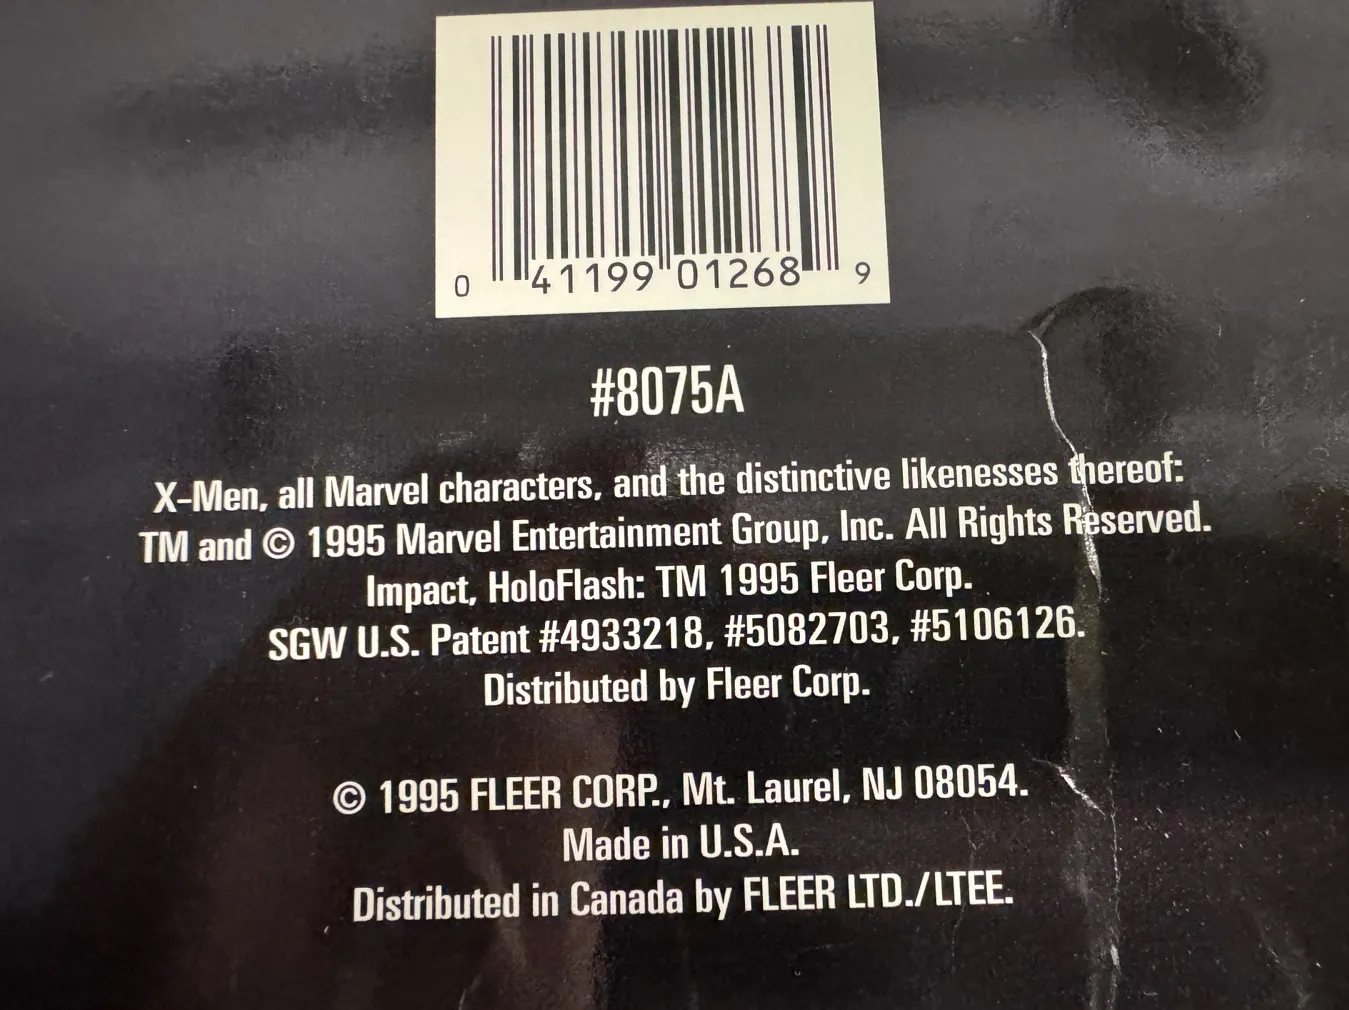 0 41199 01268 9
#8075A
X-Men, all Marvel characters, and the distinctive likenesses thereof:
TM and © 1995 Marvel Entertainment Group, Inc. All Rights Reserved.
Impact, HoloFlash: TM 1995 Fleer Corp.
SGW U.S. Patent #4933218, #5082703, #5106126.
Distributed by Fleer Corp.
© 1995 FLEER CORP., Mt. Laurel, NJ 08054.
Made in U.S.A.
Distributed in Canada by FLEER LTD./LTEE.